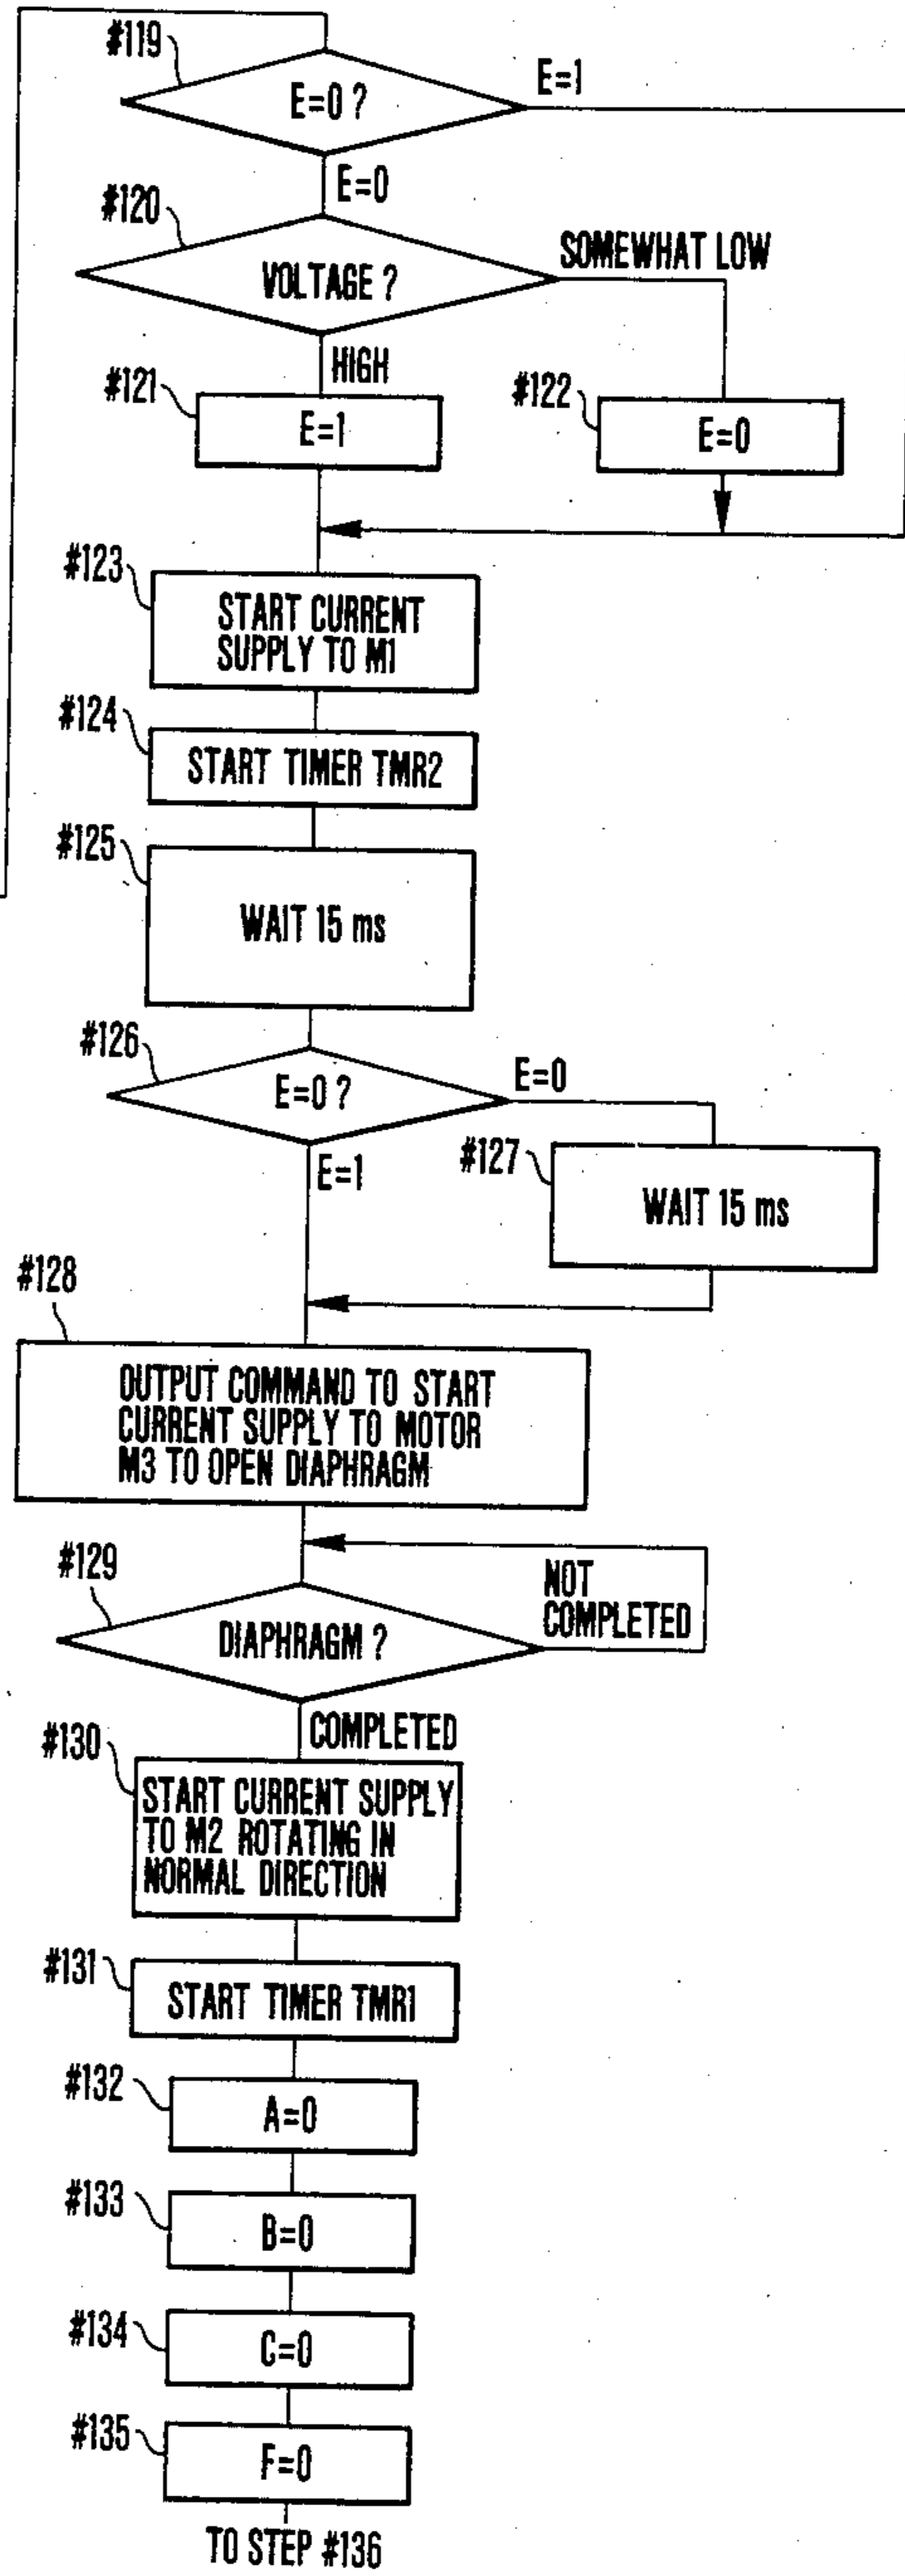 #119
E=0 ?
E=1
E=0
#120
VOLTAGE ?
SOMEWHAT LOW
HIGH
#121
E=1
#122
E=0
#123
START CURRENT
SUPPLY TO M1
#124
START TIMER TMR2
#125
WAIT 15 ms
#126
E=0 ?
E=0
E=1
#127
WAIT 15 ms
#128
OUTPUT COMMAND TO START
CURRENT SUPPLY TO MOTOR
M3 TO OPEN DIAPHRAGM
#129
DIAPHRAGM ?
NOT
COMPLETED
COMPLETED
#130
START CURRENT SUPPLY
TO M2 ROTATING IN
NORMAL DIRECTION
#131
START TIMER TMR1
#132
A=0
#133
B=0
#134
C=0
#135
F=0
TO STEP #136